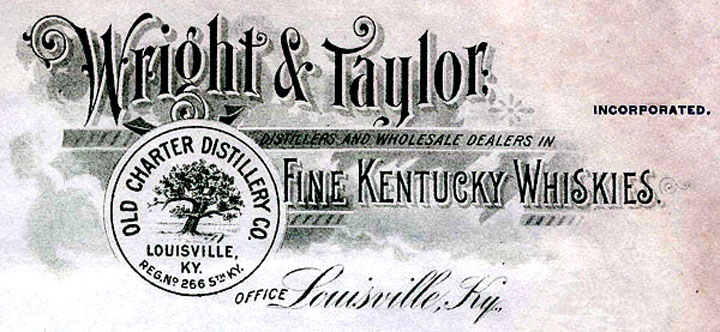 Wright & Taylor.
INCORPORATED.
DISTILLERS AND WHOLESALE DEALERS IN
FINE KENTUCKY WHISKIES.
OLD CHARTER DISTILLERY CO.
LOUISVILLE,
KY.
REG. NO 266 5TH KY.
OFFICE Louisville, Ky.,